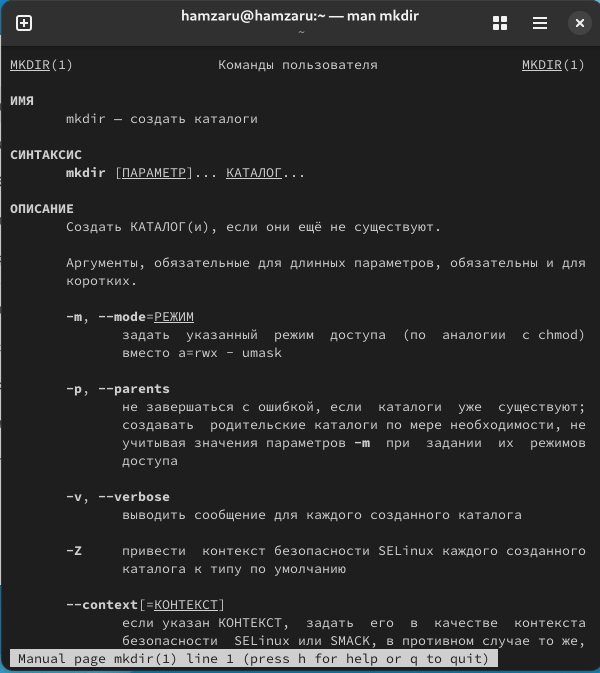 hamzaru@hamzaru:~ — man mkdir
~
MKDIR(1) Команды пользователя MKDIR(1)
ИМЯ
mkdir — создать каталоги
СИНТАКСИС
mkdir [ПАРАМЕТР]... КАТАЛОГ...
ОПИСАНИЕ
Создать КАТАЛОГ(и), если они ещё не существуют.
Аргументы, обязательные для длинных параметров, обязательны и для
коротких.
-m, --mode=РЕЖИМ
задать указанный режим доступа (по аналогии с chmod)
вместо a=rwx - umask
-p, --parents
не завершаться с ошибкой, если каталоги уже существуют;
создавать родительские каталоги по мере необходимости, не
учитывая значения параметров -m при задании их режимов
доступа
-v, --verbose
выводить сообщение для каждого созданного каталога
-Z привести контекст безопасности SELinux каждого созданного
каталога к типу по умолчанию
--context[=КОНТЕКСТ]
если указан КОНТЕКСТ, задать его в качестве контекста
безопасности SELinux или SMACK, в противном случае то же,
Manual page mkdir(1) line 1 (press h for help or q to quit)